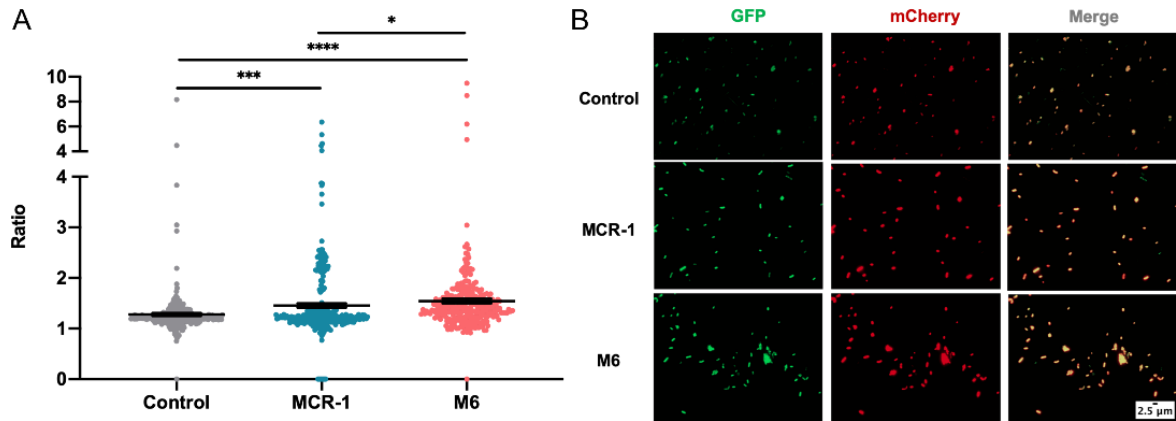 A
*
****
***
10
8
6
4
4
3
2
1
0
Ratio
Control
MCR-1
M6
B
GFP mCherry Merge
Control
MCR-1
M6
2.5 µm